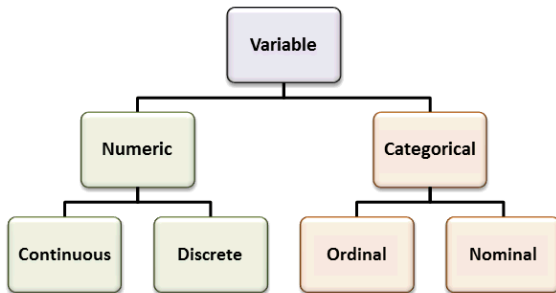 Variable
Numeric
Categorical
Continuous
Discrete
Ordinal
Nominal